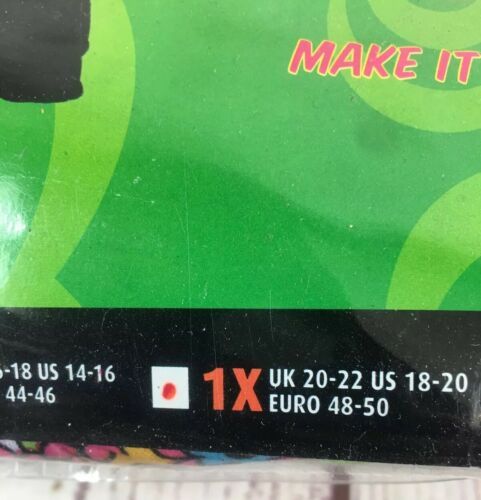 MAKE IT
-18 US 14-16
44-46
1X UK 20-22 US 18-20
EURO 48-50